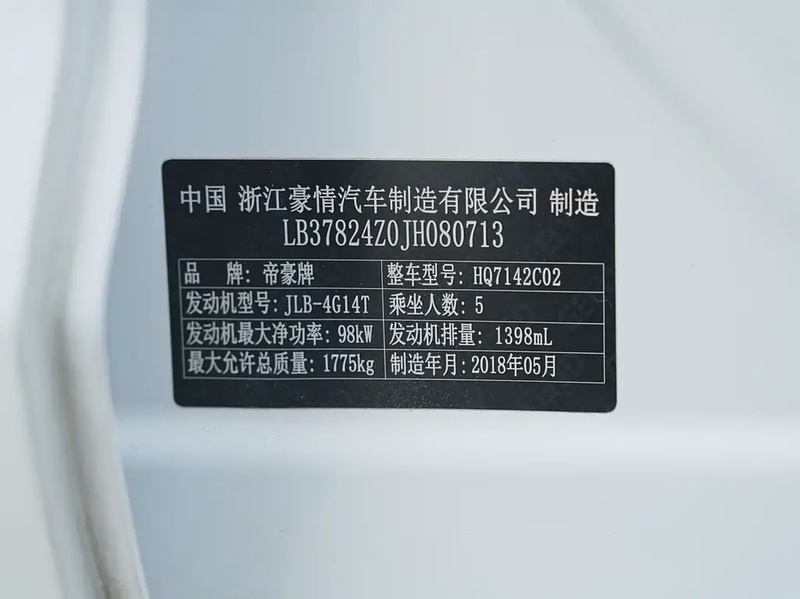 中国 浙江豪情汽车制造有限公司 制造
LB37824Z0JH080713
品 牌: 帝豪牌 整车型号: HQ7142C02
发动机型号: JLB-4G14T 乘坐人数: 5
发动机最大净功率: 98kW 发动机排量: 1398mL
最大允许总质量: 1775kg 制造年月: 2018年05月